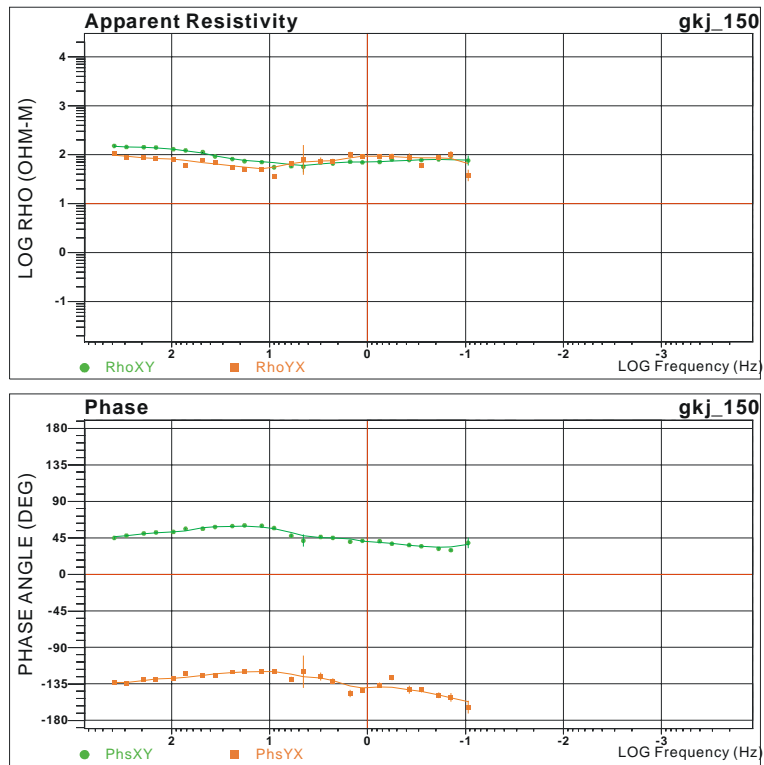 Apparent Resistivity gkj_150
LOG RHO (OHM-M)
4
3
2
1
0
-1
2 1 0 -1 -2 -3
LOG Frequency (Hz)
RhoXY RhoYX
Phase gkj_150
PHASE ANGLE (DEG)
180
135
90
45
0
-45
-90
-135
-180
2 1 0 -1 -2 -3
LOG Frequency (Hz)
PhsXY PhsYX